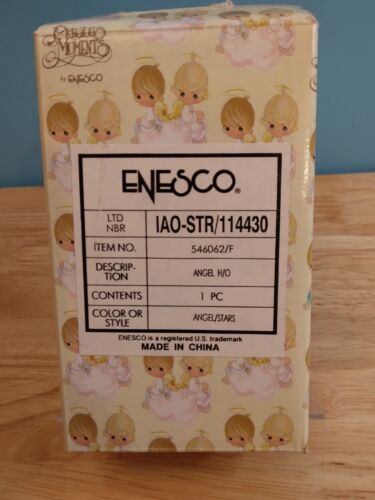 Precious
MOMENTS
by ENESCO
ENESCO®
LTD NBR IAO-STR/114430
ITEM NO. 546062/F
DESCRIP-TION ANGEL H/O
CONTENTS 1 PC
COLOR OR STYLE ANGEL/STARS
ENESCO is a registered U.S. trademark
MADE IN CHINA